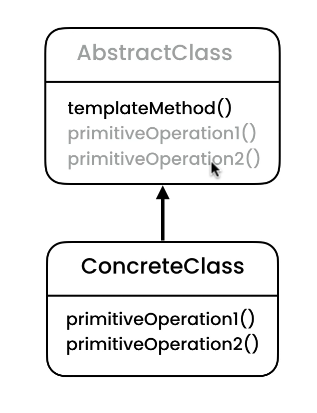 AbstractClass
templateMethod()
primitiveOperation1()
primitiveOperation2()
ConcreteClass
primitiveOperation1()
primitiveOperation2()